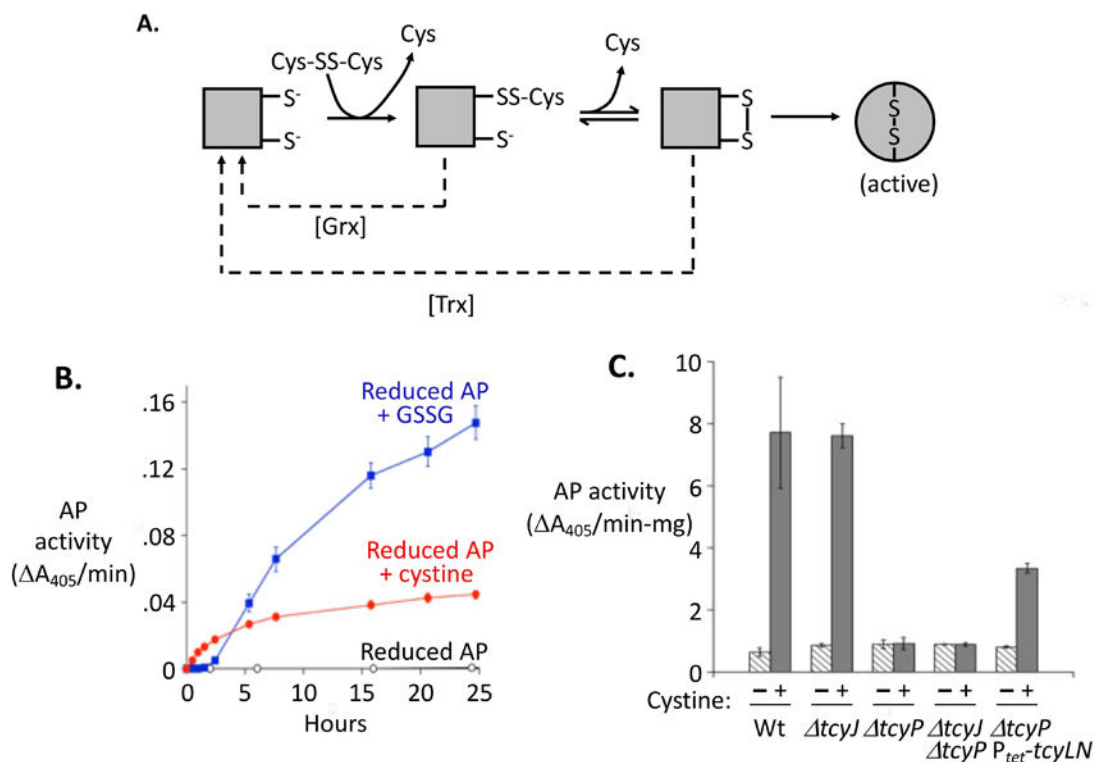 A.
Cys-SS-Cys
Cys
Cys
S⁻
S⁻
SS-Cys
S⁻
S
S
S
S
(active)
[Grx]
[Trx]
B.
Reduced AP
+ GSSG
Reduced AP
+ cystine
Reduced AP
AP
activity
(ΔA₄₀₅/min)
.16
0.12
.08
.04
0
0 5 10 15 20 25
Hours
C.
AP activity
(ΔA₄₀₅/min-mg)
10
8
6
4
2
0
Cystine: − + − + − + − + − +
Wt ΔtcyJ ΔtcyP ΔtcyJ ΔtcyP
ΔtcyP Ptet-tcyLN